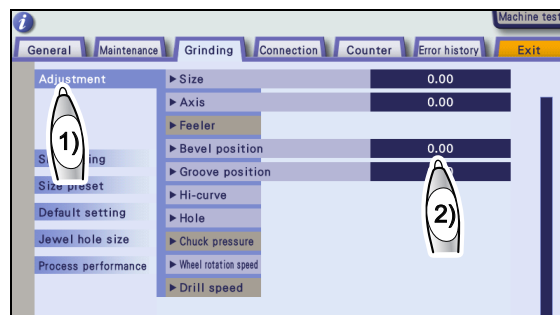 i
Machine test
General Maintenance Grinding Connection Counter Error history Exit
Adjustment
Size 0.00
Axis 0.00
Feeler
Bevel position 0.00
Groove position
Hi-curve
Hole
Chuck pressure
Wheel rotation speed
Drill speed
ing
Size preset
Default setting
Jewel hole size
Process performance
1)
2)